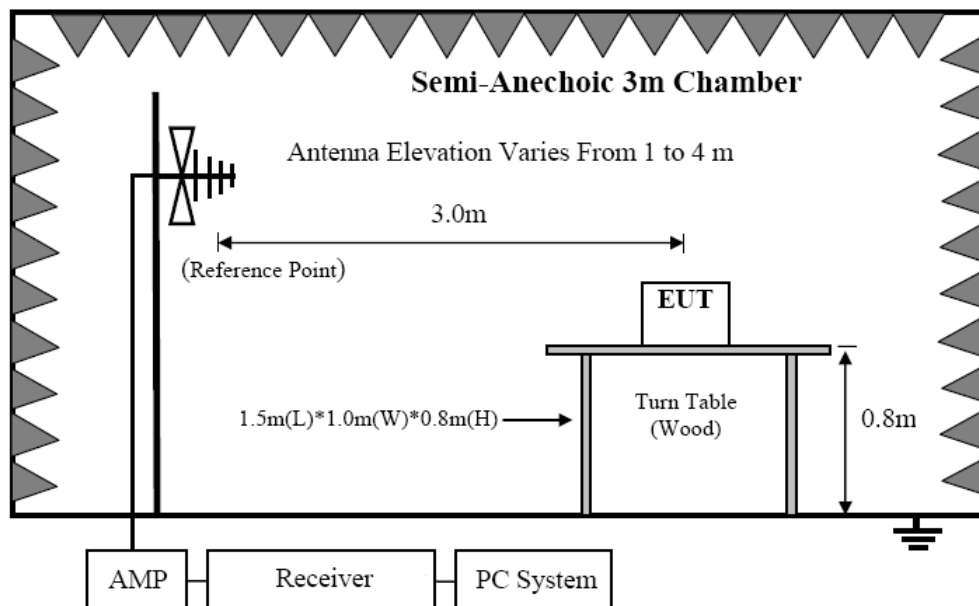 Semi-Anechoic 3m Chamber
Antenna Elevation Varies From 1 to 4 m
3.0m
(Reference Point)
EUT
1.5m(L)*1.0m(W)*0.8m(H)
Turn Table
(Wood)
0.8m
AMP
Receiver
PC System